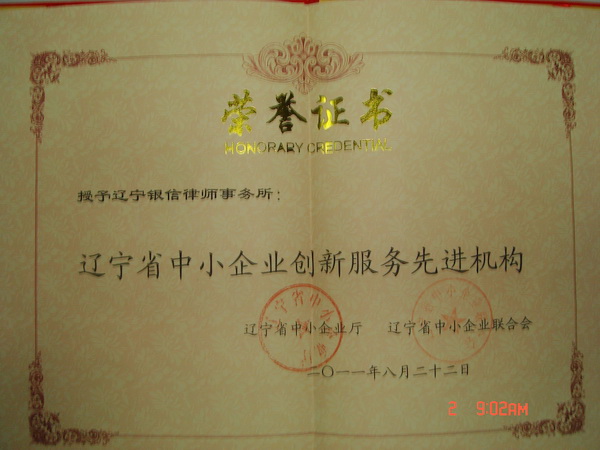 荣誉证书
HONORARY CREDENTIAL
授予辽宁银信律师事务所：
辽宁省中小企业创新服务先进机构
辽宁省中小企业厅 辽宁省中小企业联合会
二〇一一年八月二十二日
2 9:02AM